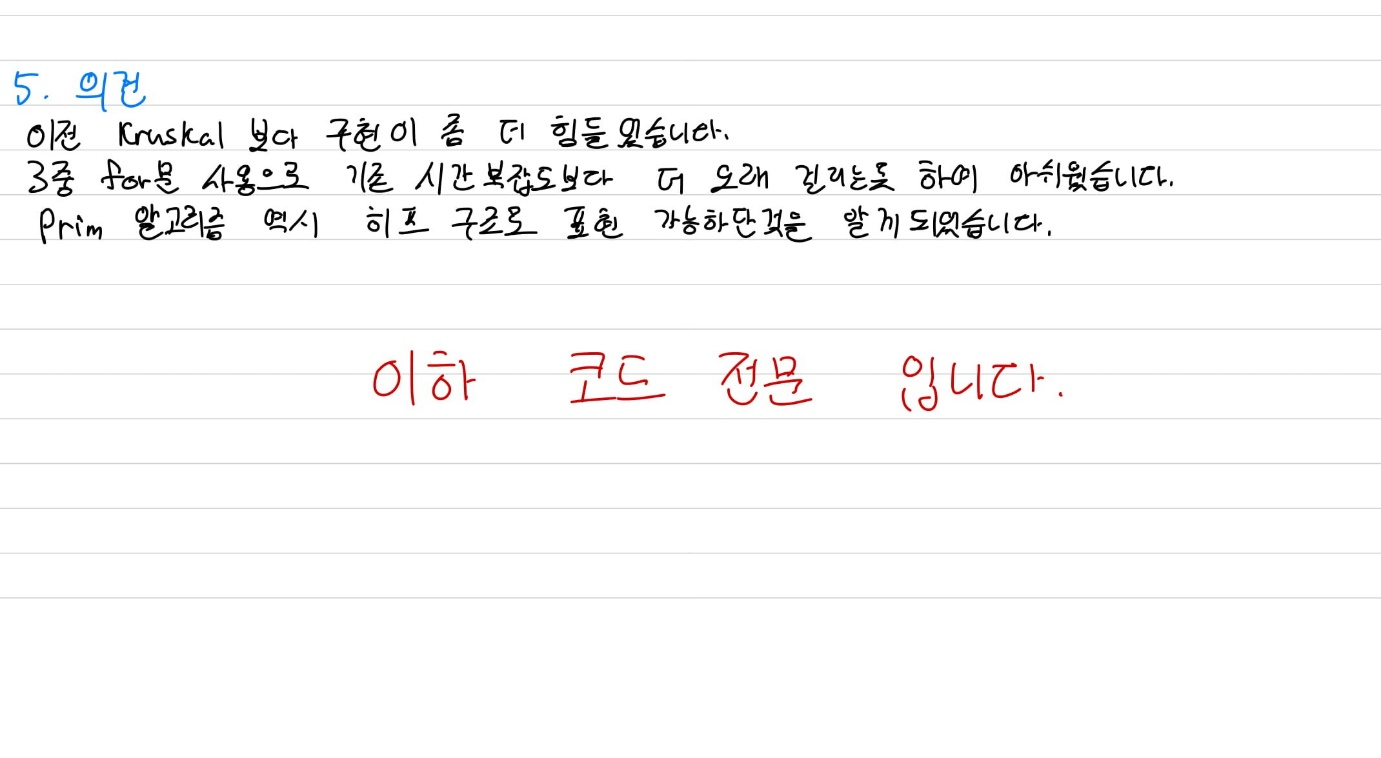 5. 의견
이전 Kruskal 보다 구현이 좀 더 힘들었습니다.
3중 for문 사용으로 기존 시간복잡도보다 더 오래 걸리는듯 하여 아쉬웠습니다.
Prim 알고리즘 역시 히프 구조로 표현 가능하단것을 알게되었습니다.
이하 코드 전문 입니다.